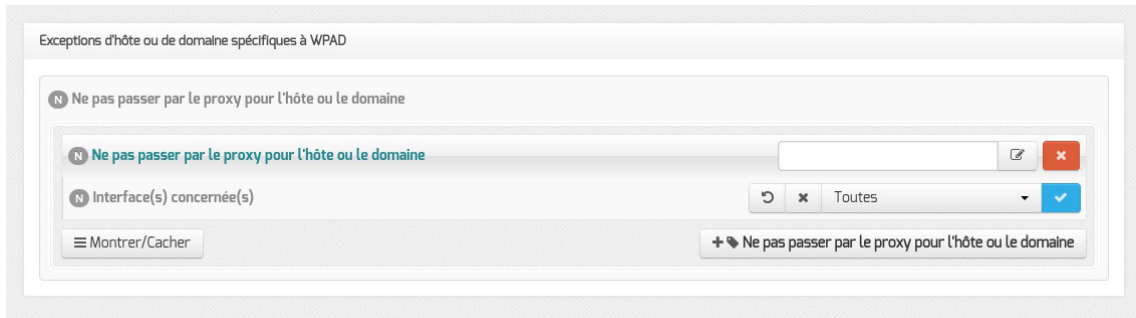 Exceptions d'hôte ou de domaine spécifiques à WPAD
N Ne pas passer par le proxy pour l'hôte ou le domaine
N Ne pas passer par le proxy pour l'hôte ou le domaine
N Interface(s) concernée(s) Toutes
Montrer/Cacher Ne pas passer par le proxy pour l'hôte ou le domaine